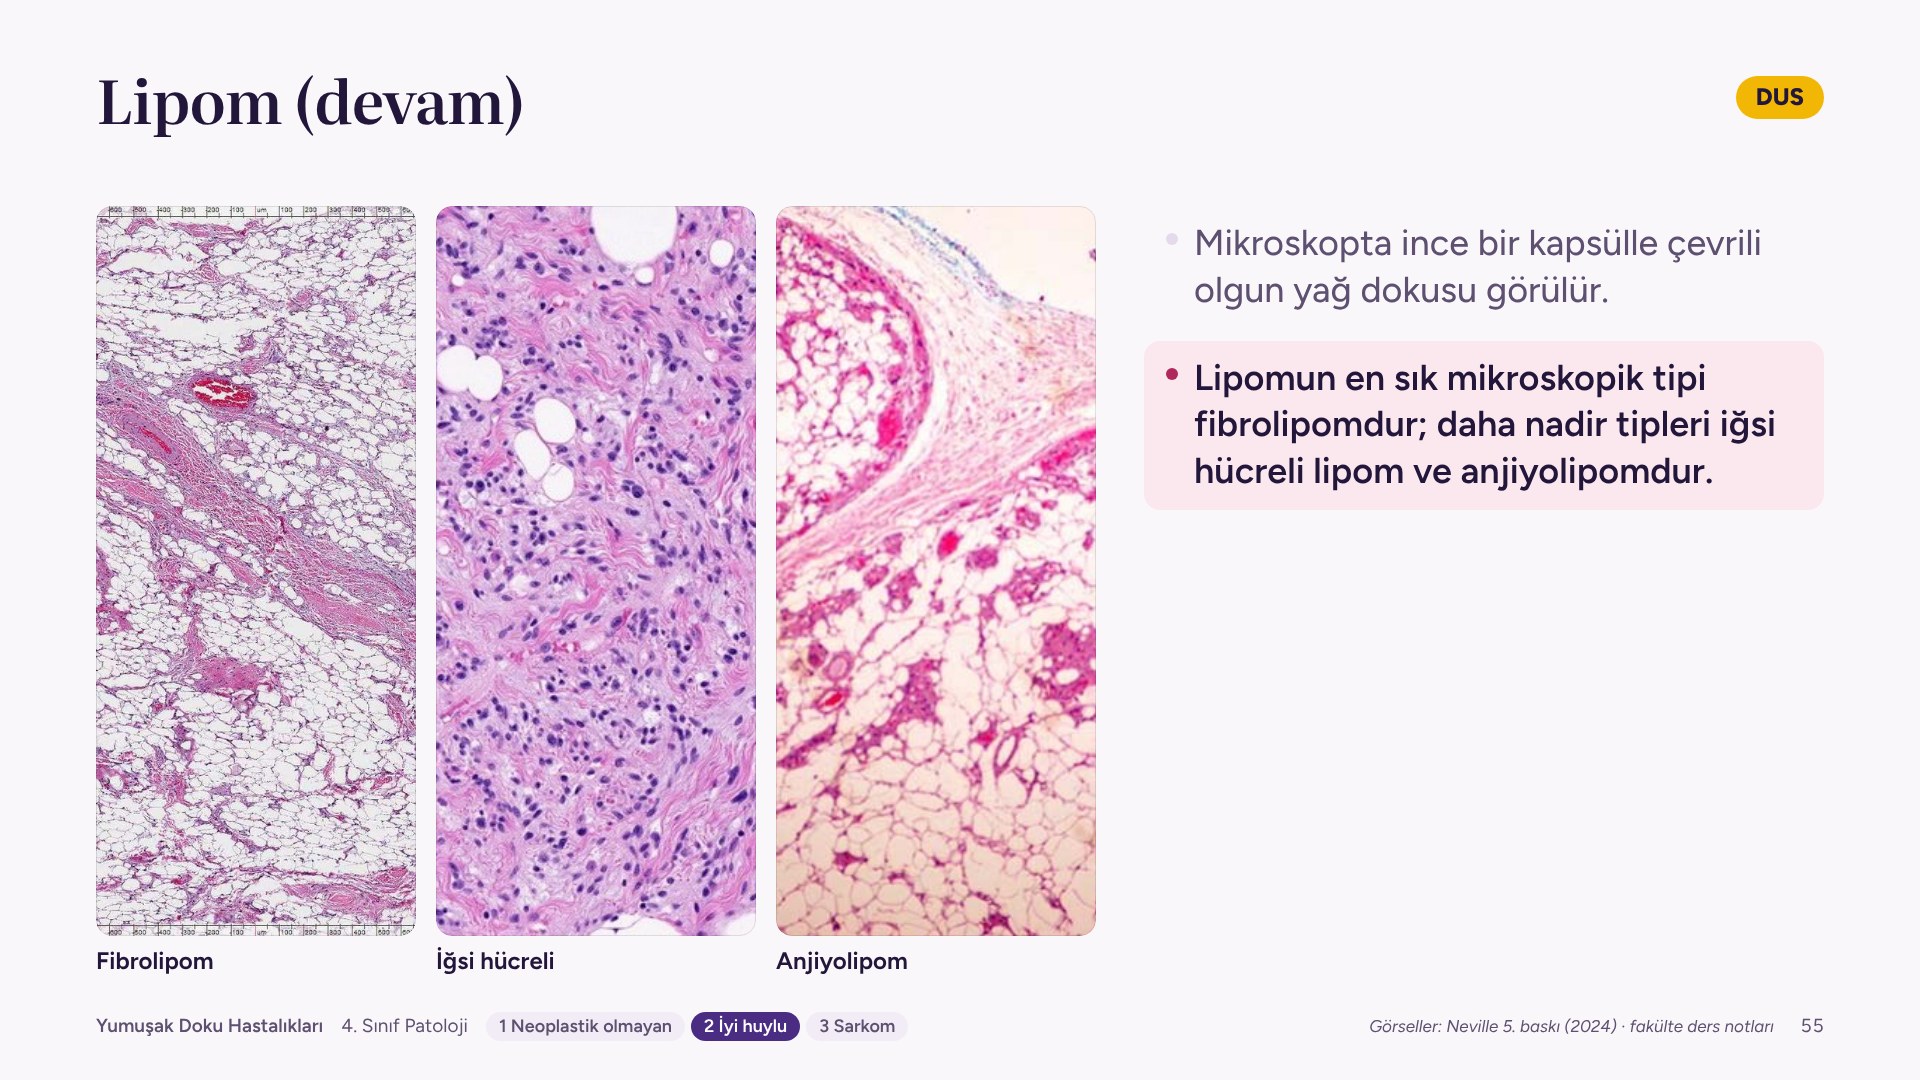 Lipom (devam)
DUS
Mikroskopta ince bir kapsülle çevrili
olgun yağ dokusu görülür.
Lipomun en sık mikroskopik tipi
fibrolipomdur; daha nadir tipleri iğsi
hücreli lipom ve anjiyolipomdur.
Fibrolipom
İğsi hücreli
Anjiyolipom
Yumuşak Doku Hastalıkları 4. Sınıf Patoloji 1 Neoplastik olmayan 2 İyi huylu 3 Sarkom
Görseller: Neville 5. baskı (2024) · fakülte ders notları 55